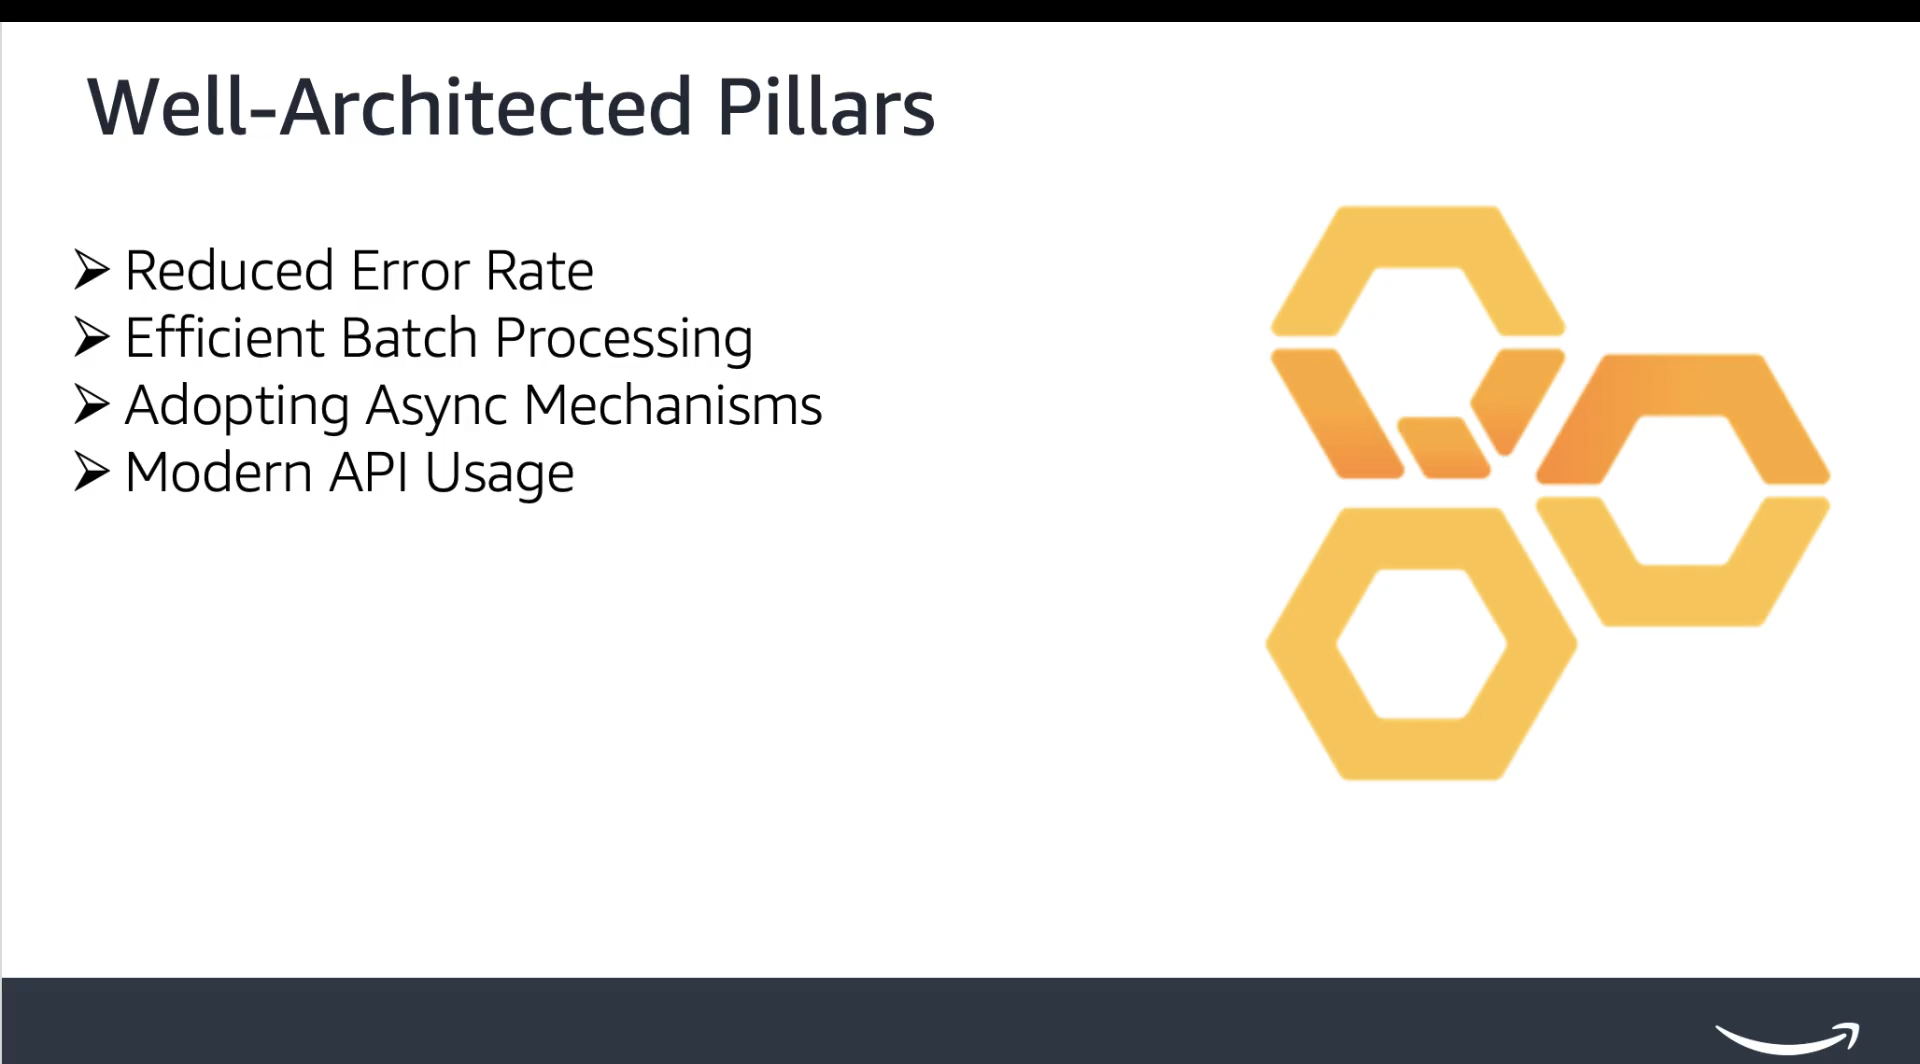 Well-Architected Pillars
➢ Reduced Error Rate
➢ Efficient Batch Processing
➢ Adopting Async Mechanisms
➢ Modern API Usage